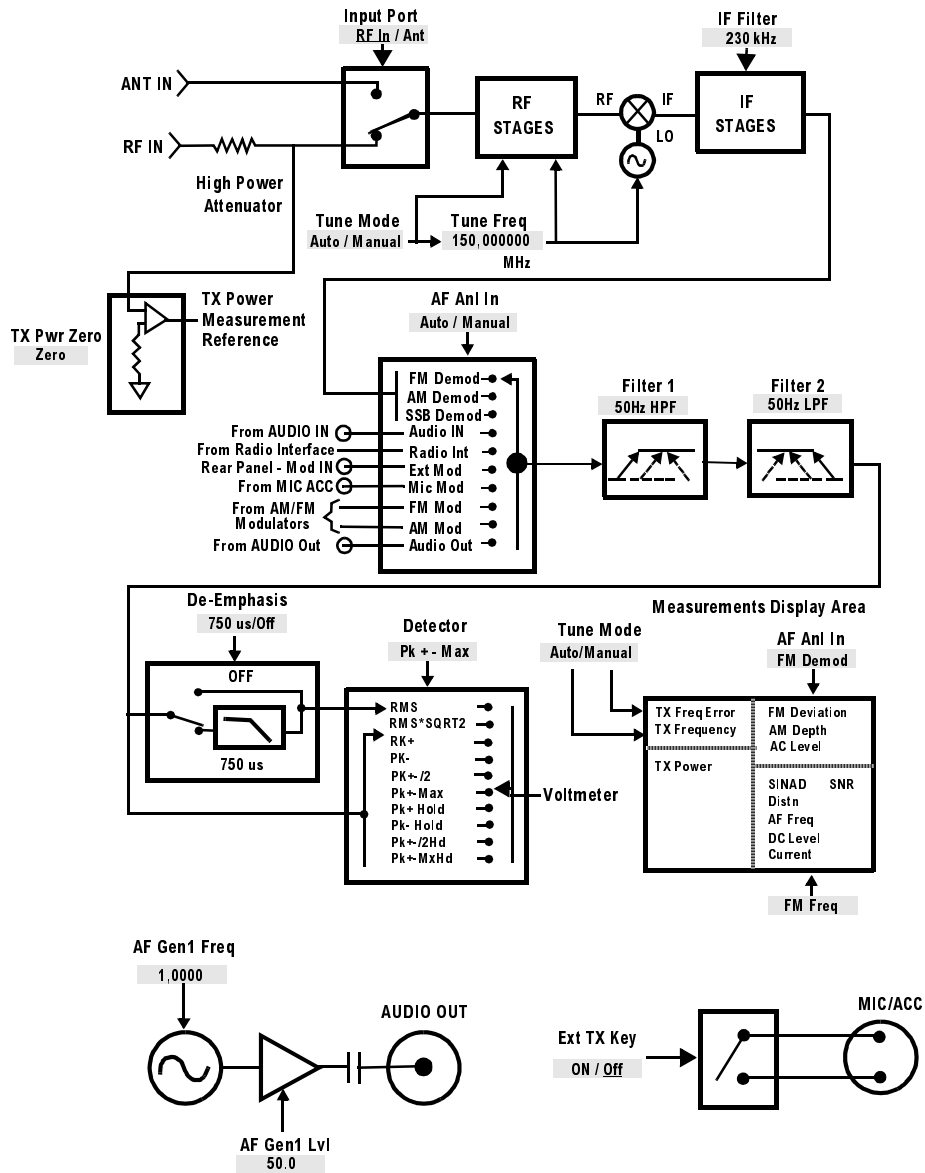 Input Port
RF In / Ant
IF Filter
230 kHz
ANT IN
RF IN
High Power
Attenuator
RF
STAGES
RF
IF
LO
IF
STAGES
Tune Mode
Auto / Manual
Tune Freq
150,000000
MHz
TX Pwr Zero
Zero
TX Power
Measurement
Reference
AF Anl In
Auto / Manual
FM Demod
AM Demod
SSB Demod
From AUDIO IN
Audio IN
From Radio Interface
Radio Int
Rear Panel - Mod IN
Ext Mod
From MIC ACC
Mic Mod
From AM/FM
Modulators
FM Mod
AM Mod
From AUDIO Out
Audio Out
Filter 1
50Hz HPF
Filter 2
50Hz LPF
De-Emphasis
750 us/Off
OFF
750 us
Detector
Pk + - Max
RMS
RMS*SQRT2
RK+
PK-
PK+-/2
Pk+-Max
Pk+ Hold
Pk- Hold
Pk+-/2Hd
Pk+-MxHd
Voltmeter
Measurements Display Area
Tune Mode
Auto/Manual
AF Anl In
FM Demod
TX Freq Error
TX Frequency
TX Power
FM Deviation
AM Depth
AC Level
SINAD SNR
Distn
AF Freq
DC Level
Current
FM Freq
AF Gen1 Freq
1,0000
AUDIO OUT
AF Gen1 Lvl
50.0
Ext TX Key
ON / Off
MIC/ACC